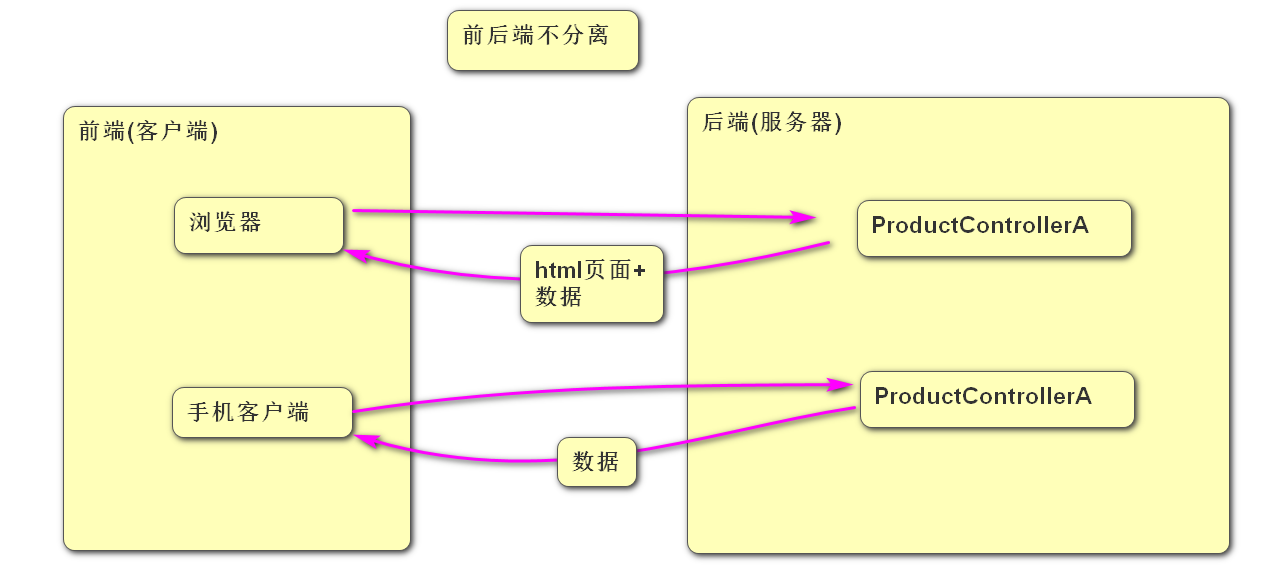 前后端不分离
前端(客户端)
后端(服务器)
浏览器
ProductControllerA
html页面+
数据
手机客户端
ProductControllerA
数据